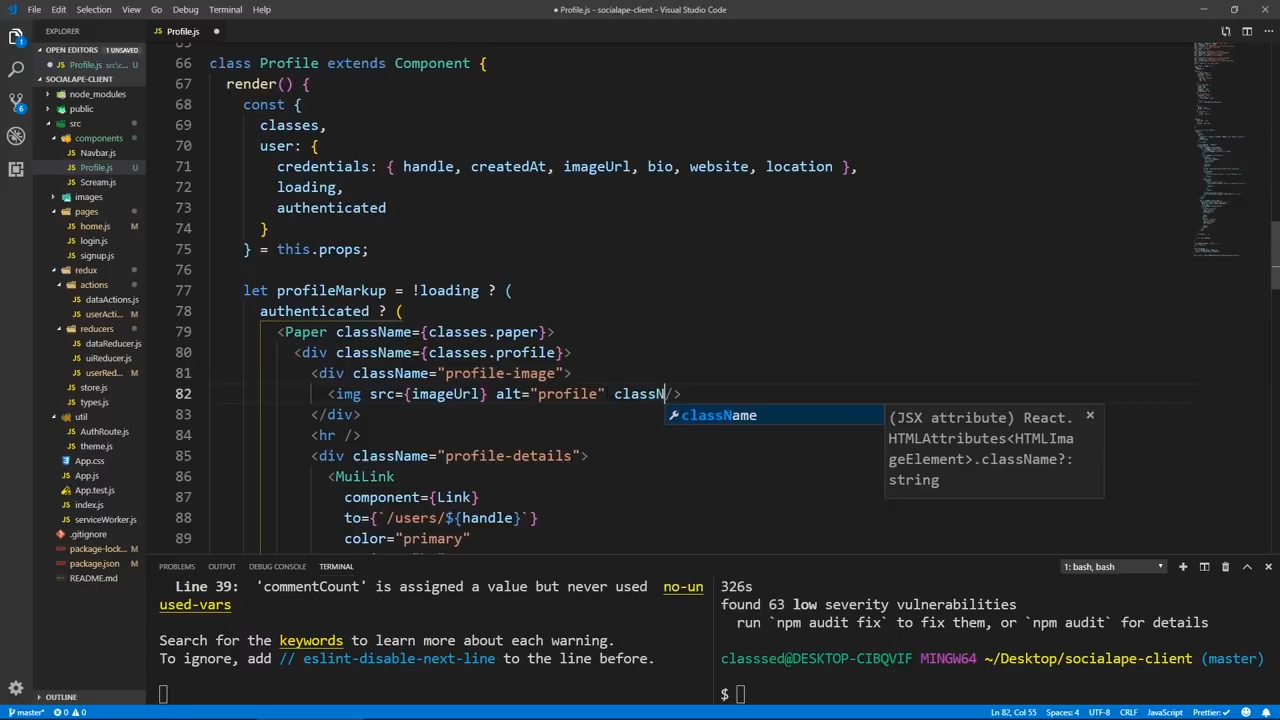 File Edit Selection View Go Debug Terminal Help
● Profile.js - socialape-client - Visual Studio Code
EXPLORER
OPEN EDITORS 1 UNSAVED
Profile.js src\c...
SOCIALAPE-CLIENT
node_modules
public
src
components
Navbar.js
Profile.js U
Scream.js
images
pages
home.js M
login.js
signup.js
redux
actions
dataActions.js
userActi... M
reducers
dataReducer.js
uiReducer.js
userRed... M
store.js
types.js
util
AuthRoute.js
theme.js
App.css
App.js
App.test.js
index.js
serviceWorker.js
.gitignore
package-lock... M
package.json M
README.md
OUTLINE
Profile.js
65
66 class Profile extends Component {
67 render() {
68 const {
69 classes,
70 user: {
71 credentials: { handle, createdAt, imageUrl, bio, website, location },
72 loading,
73 authenticated
74 }
75 } = this.props;
76
77 let profileMarkup = !loading ? (
78 authenticated ? (
79 <Paper className={classes.paper}>
80 <div className={classes.profile}>
81 <div className="profile-image">
82 <img src={imageUrl} alt="profile" classN/>
83 </div>
84 <hr />
85 <div className="profile-details">
86 <MuiLink
87 component={Link}
88 to={`/users/${handle}`}
89 color="primary"
className
(JSX attribute) React.
HTMLAttributes<HTMLIma
geElement>.className?:
string
PROBLEMS OUTPUT DEBUG CONSOLE TERMINAL
1: bash, bash
Line 39: 'commentCount' is assigned a value but never used no-un
used-vars
Search for the keywords to learn more about each warning.
To ignore, add // eslint-disable-next-line to the line before.
326s
found 63 low severity vulnerabilities
run `npm audit fix` to fix them, or `npm audit` for details
classsed@DESKTOP-CIBQVIF MINGW64 ~/Desktop/socialape-client (master)
$
master* 0 0 Ln 82, Col 55 Spaces: 4 UTF-8 CRLF JavaScript Prettier: ✓